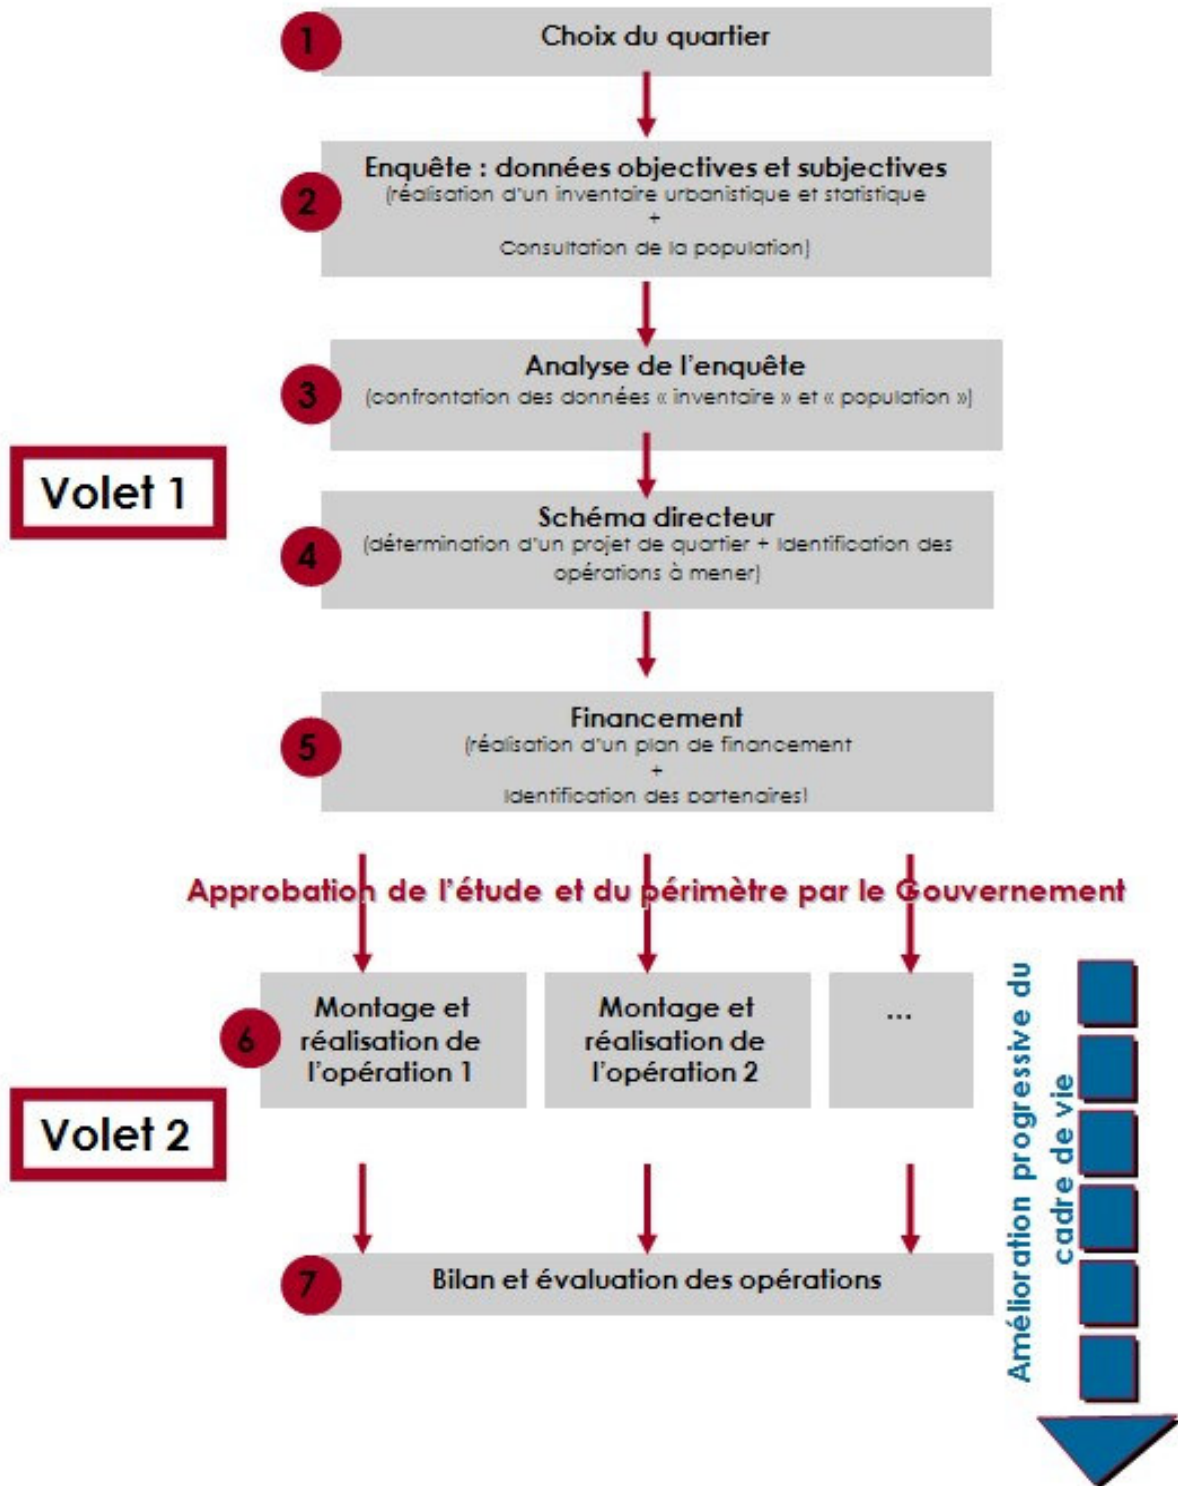 1
Choix du quartier
2
Enquête : données objectives et subjectives
(réalisation d'un inventaire urbanistique et statistique
+
Consultation de la population)
3
Analyse de l'enquête
(confrontation des données « inventaire » et « population »)
Volet 1
4
Schéma directeur
(détermination d'un projet de quartier + Identification des
opérations à mener)
5
Financement
(réalisation d'un plan de financement
+
Identification des partenaires)
Approbation de l'étude et du périmètre par le Gouvernement
6
Montage et
réalisation de
l'opération 1
Montage et
réalisation de
l'opération 2
...
Volet 2
7
Bilan et évaluation des opérations
Amélioration progressive du
cadre de vie